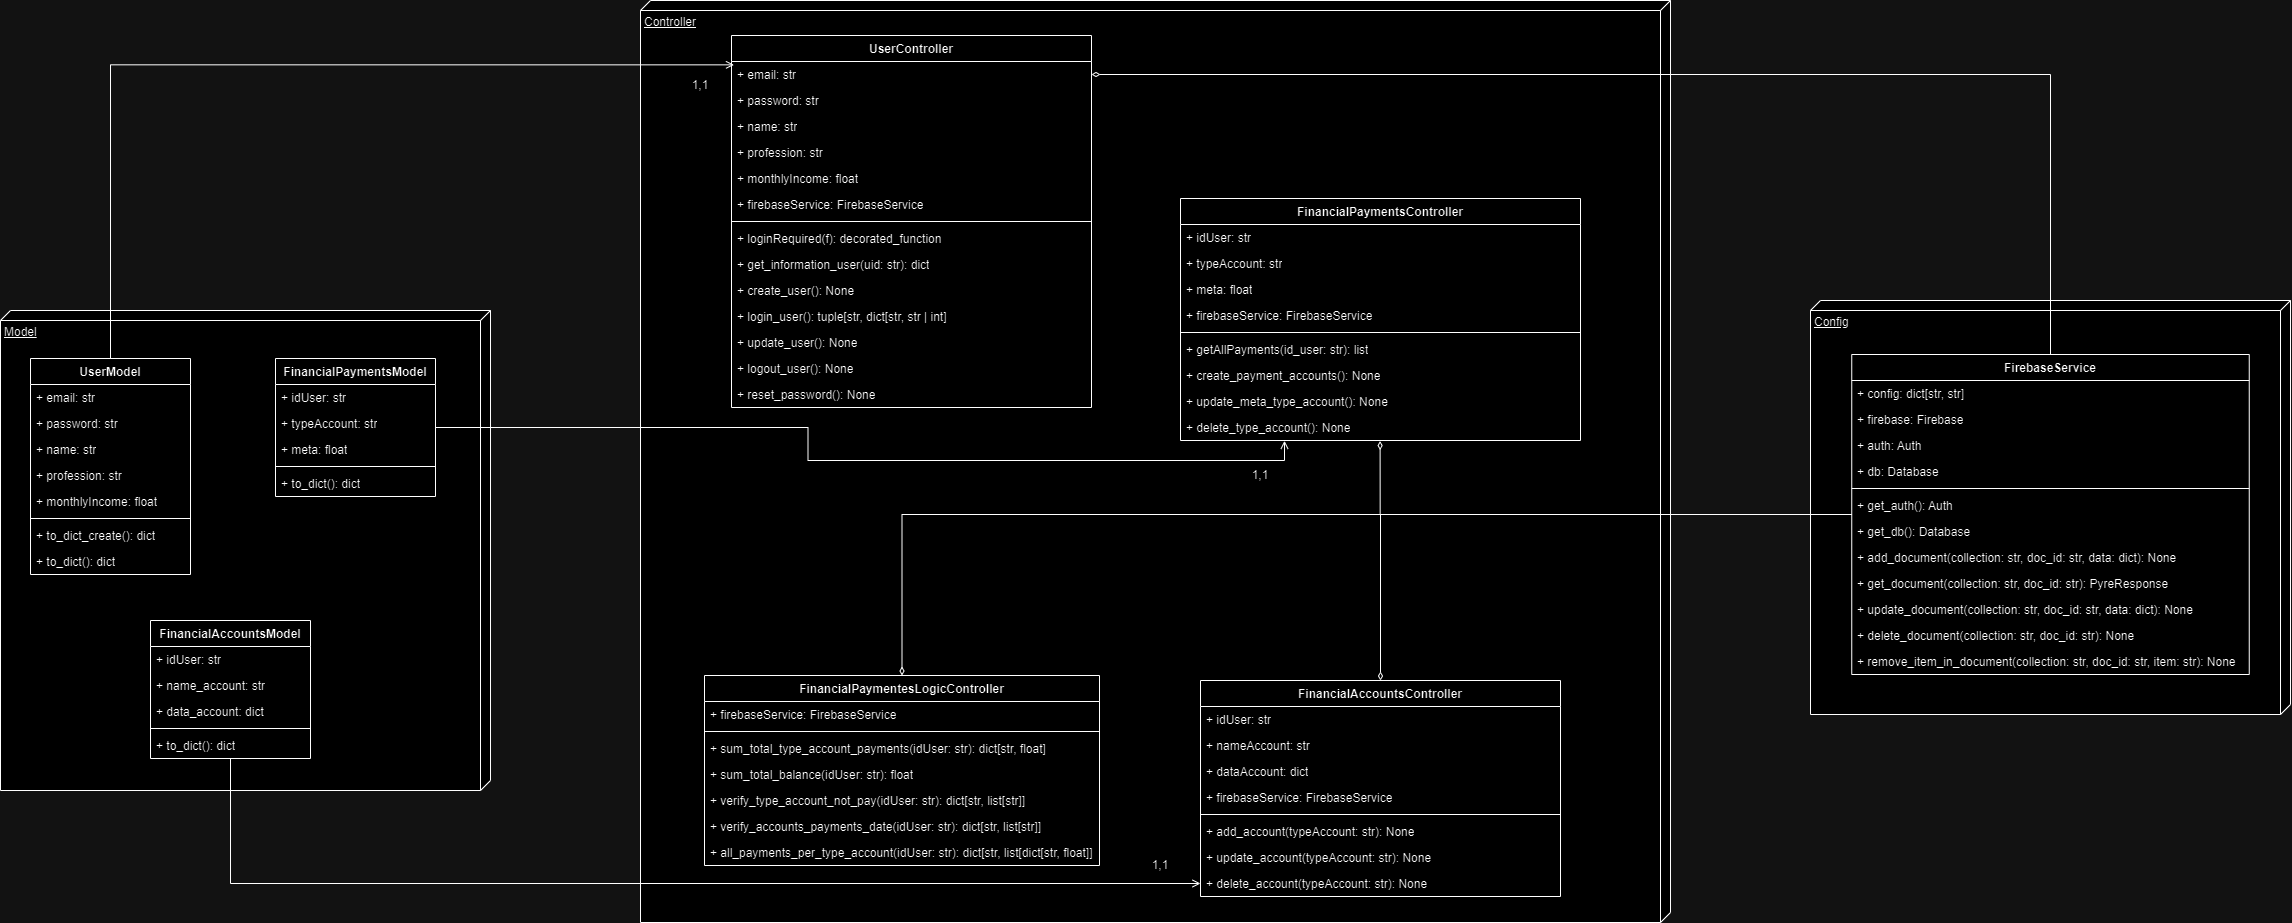 Controller
UserController
+ email: str
+ password: str
+ name: str
+ profession: str
+ monthlyIncome: float
+ firebaseService: FirebaseService
+ loginRequired(f): decorated_function
+ get_information_user(uid: str): dict
+ create_user(): None
+ login_user(): tuple[str, dict[str, str | int]
+ update_user(): None
+ logout_user(): None
+ reset_password(): None
1,1
FinancialPaymentsController
+ idUser: str
+ typeAccount: str
+ meta: float
+ firebaseService: FirebaseService
+ getAllPayments(id_user: str): list
+ create_payment_accounts(): None
+ update_meta_type_account(): None
+ delete_type_account(): None
1,1
Model
UserModel
+ email: str
+ password: str
+ name: str
+ profession: str
+ monthlyIncome: float
+ to_dict_create(): dict
+ to_dict(): dict
FinancialPaymentsModel
+ idUser: str
+ typeAccount: str
+ meta: float
+ to_dict(): dict
FinancialAccountsModel
+ idUser: str
+ name_account: str
+ data_account: dict
+ to_dict(): dict
Config
FirebaseService
+ config: dict[str, str]
+ firebase: Firebase
+ auth: Auth
+ db: Database
+ get_auth(): Auth
+ get_db(): Database
+ add_document(collection: str, doc_id: str, data: dict): None
+ get_document(collection: str, doc_id: str): PyreResponse
+ update_document(collection: str, doc_id: str, data: dict): None
+ delete_document(collection: str, doc_id: str): None
+ remove_item_in_document(collection: str, doc_id: str, item: str): None
FinancialPaymentesLogicController
+ firebaseService: FirebaseService
+ sum_total_type_account_payments(idUser: str): dict[str, float]
+ sum_total_balance(idUser: str): float
+ verify_type_account_not_pay(idUser: str): dict[str, list[str]]
+ verify_accounts_payments_date(idUser: str): dict[str, list[str]]
+ all_payments_per_type_account(idUser: str): dict[str, list[dict[str, float]]
FinancialAccountsController
+ idUser: str
+ nameAccount: str
+ dataAccount: dict
+ firebaseService: FirebaseService
+ add_account(typeAccount: str): None
+ update_account(typeAccount: str): None
+ delete_account(typeAccount: str): None
1,1